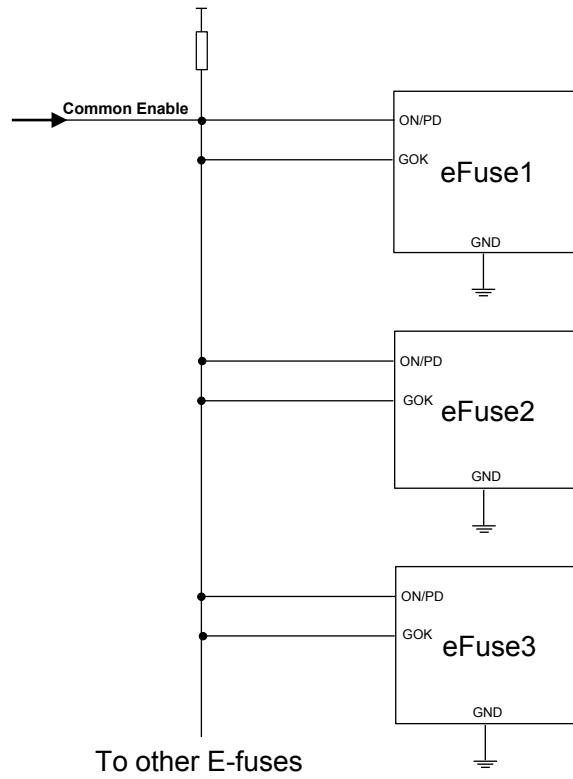 Common Enable
ON/PD
GOK
eFuse1
GND
ON/PD
GOK
eFuse2
GND
ON/PD
GOK
eFuse3
GND
To other E-fuses